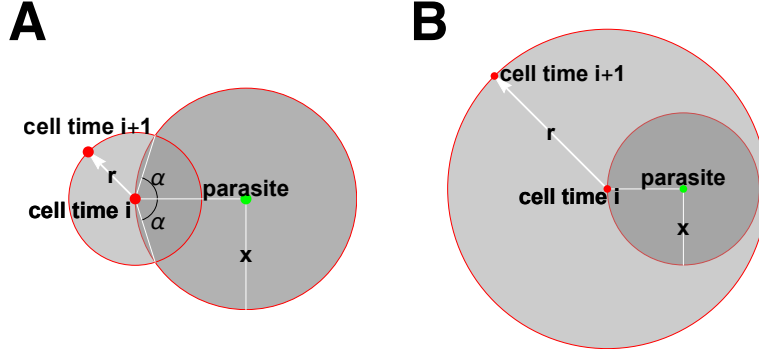 A
cell time i+1
r
α
parasite
cell time i
α
x
B
cell time i+1
r
parasite
cell time i
x